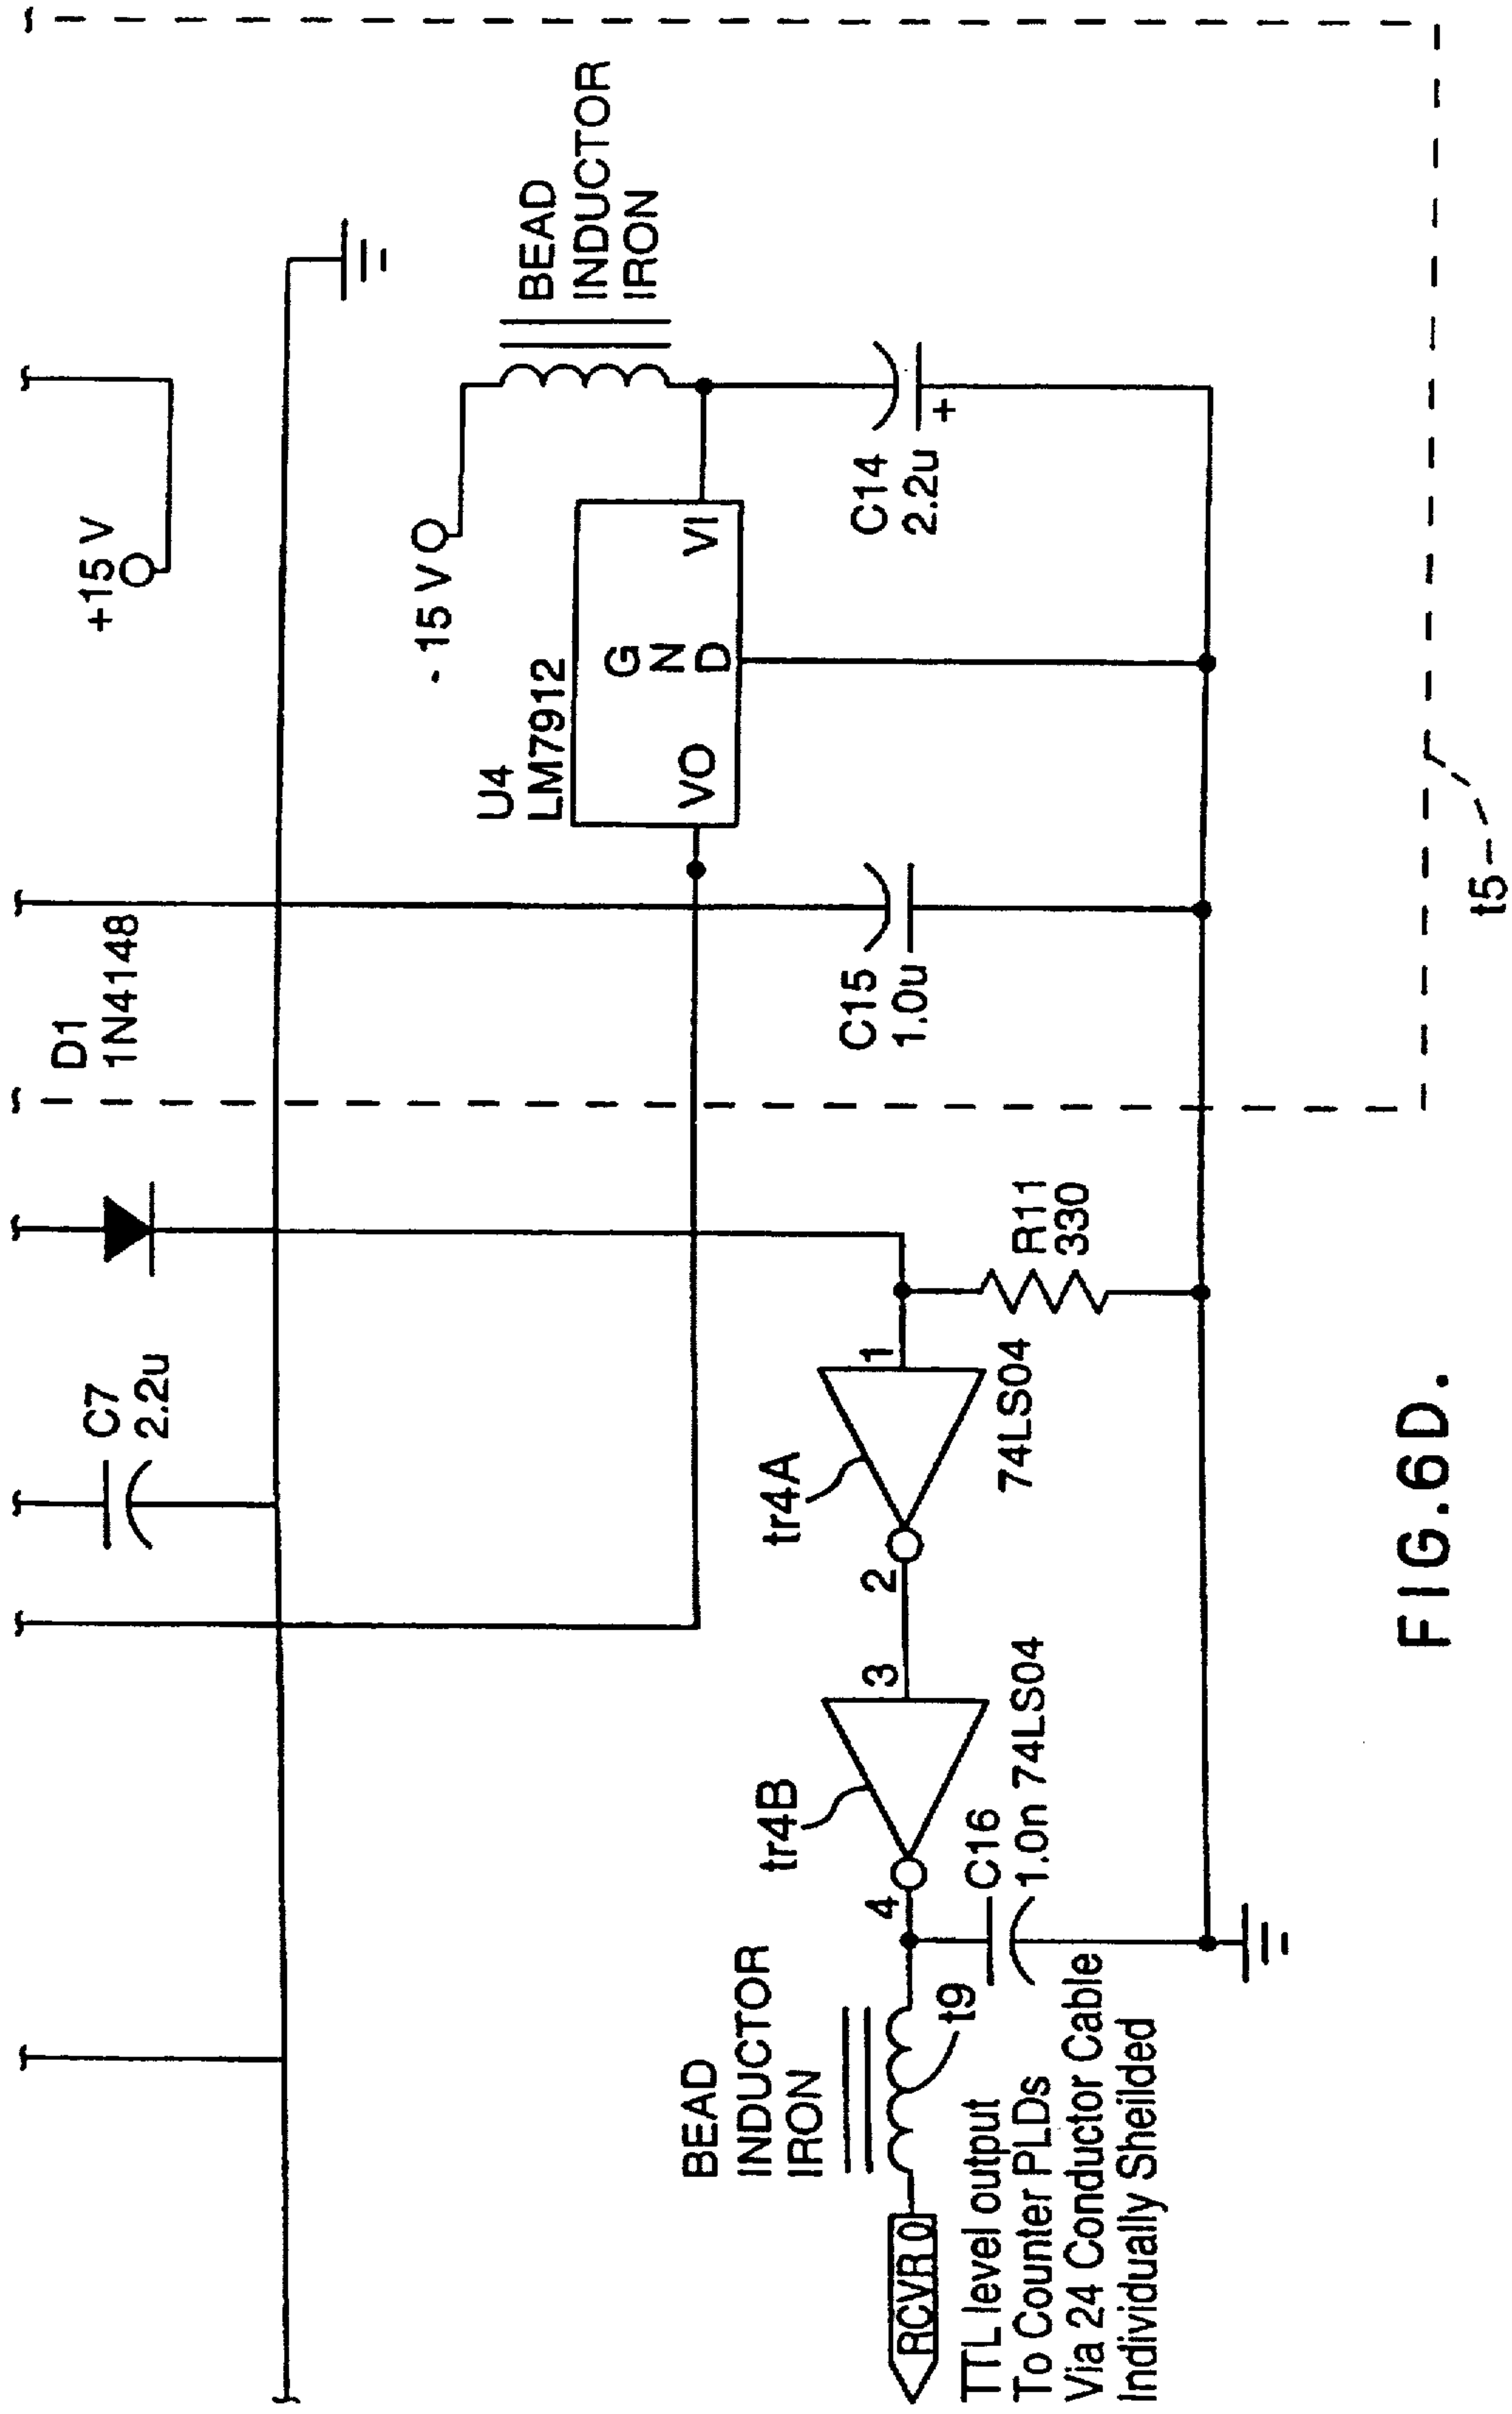 +15 V
D1
1N4148
C7
2.2u
BEAD
INDUCTOR
IRON
- 15 V
U4
LM7912
VO
G
N
D
VI
C14
2.2u
+
C15
1.0u
R11
330
tr4A
1
2
74LS04
tr4B
3
4
74LS04
C16
1.0n
BEAD
INDUCTOR
IRON
t9
RCVR 0
TTL level output
To Counter PLDs
Via 24 Conductor Cable
Individually Sheilded
t5
FIG.6D.